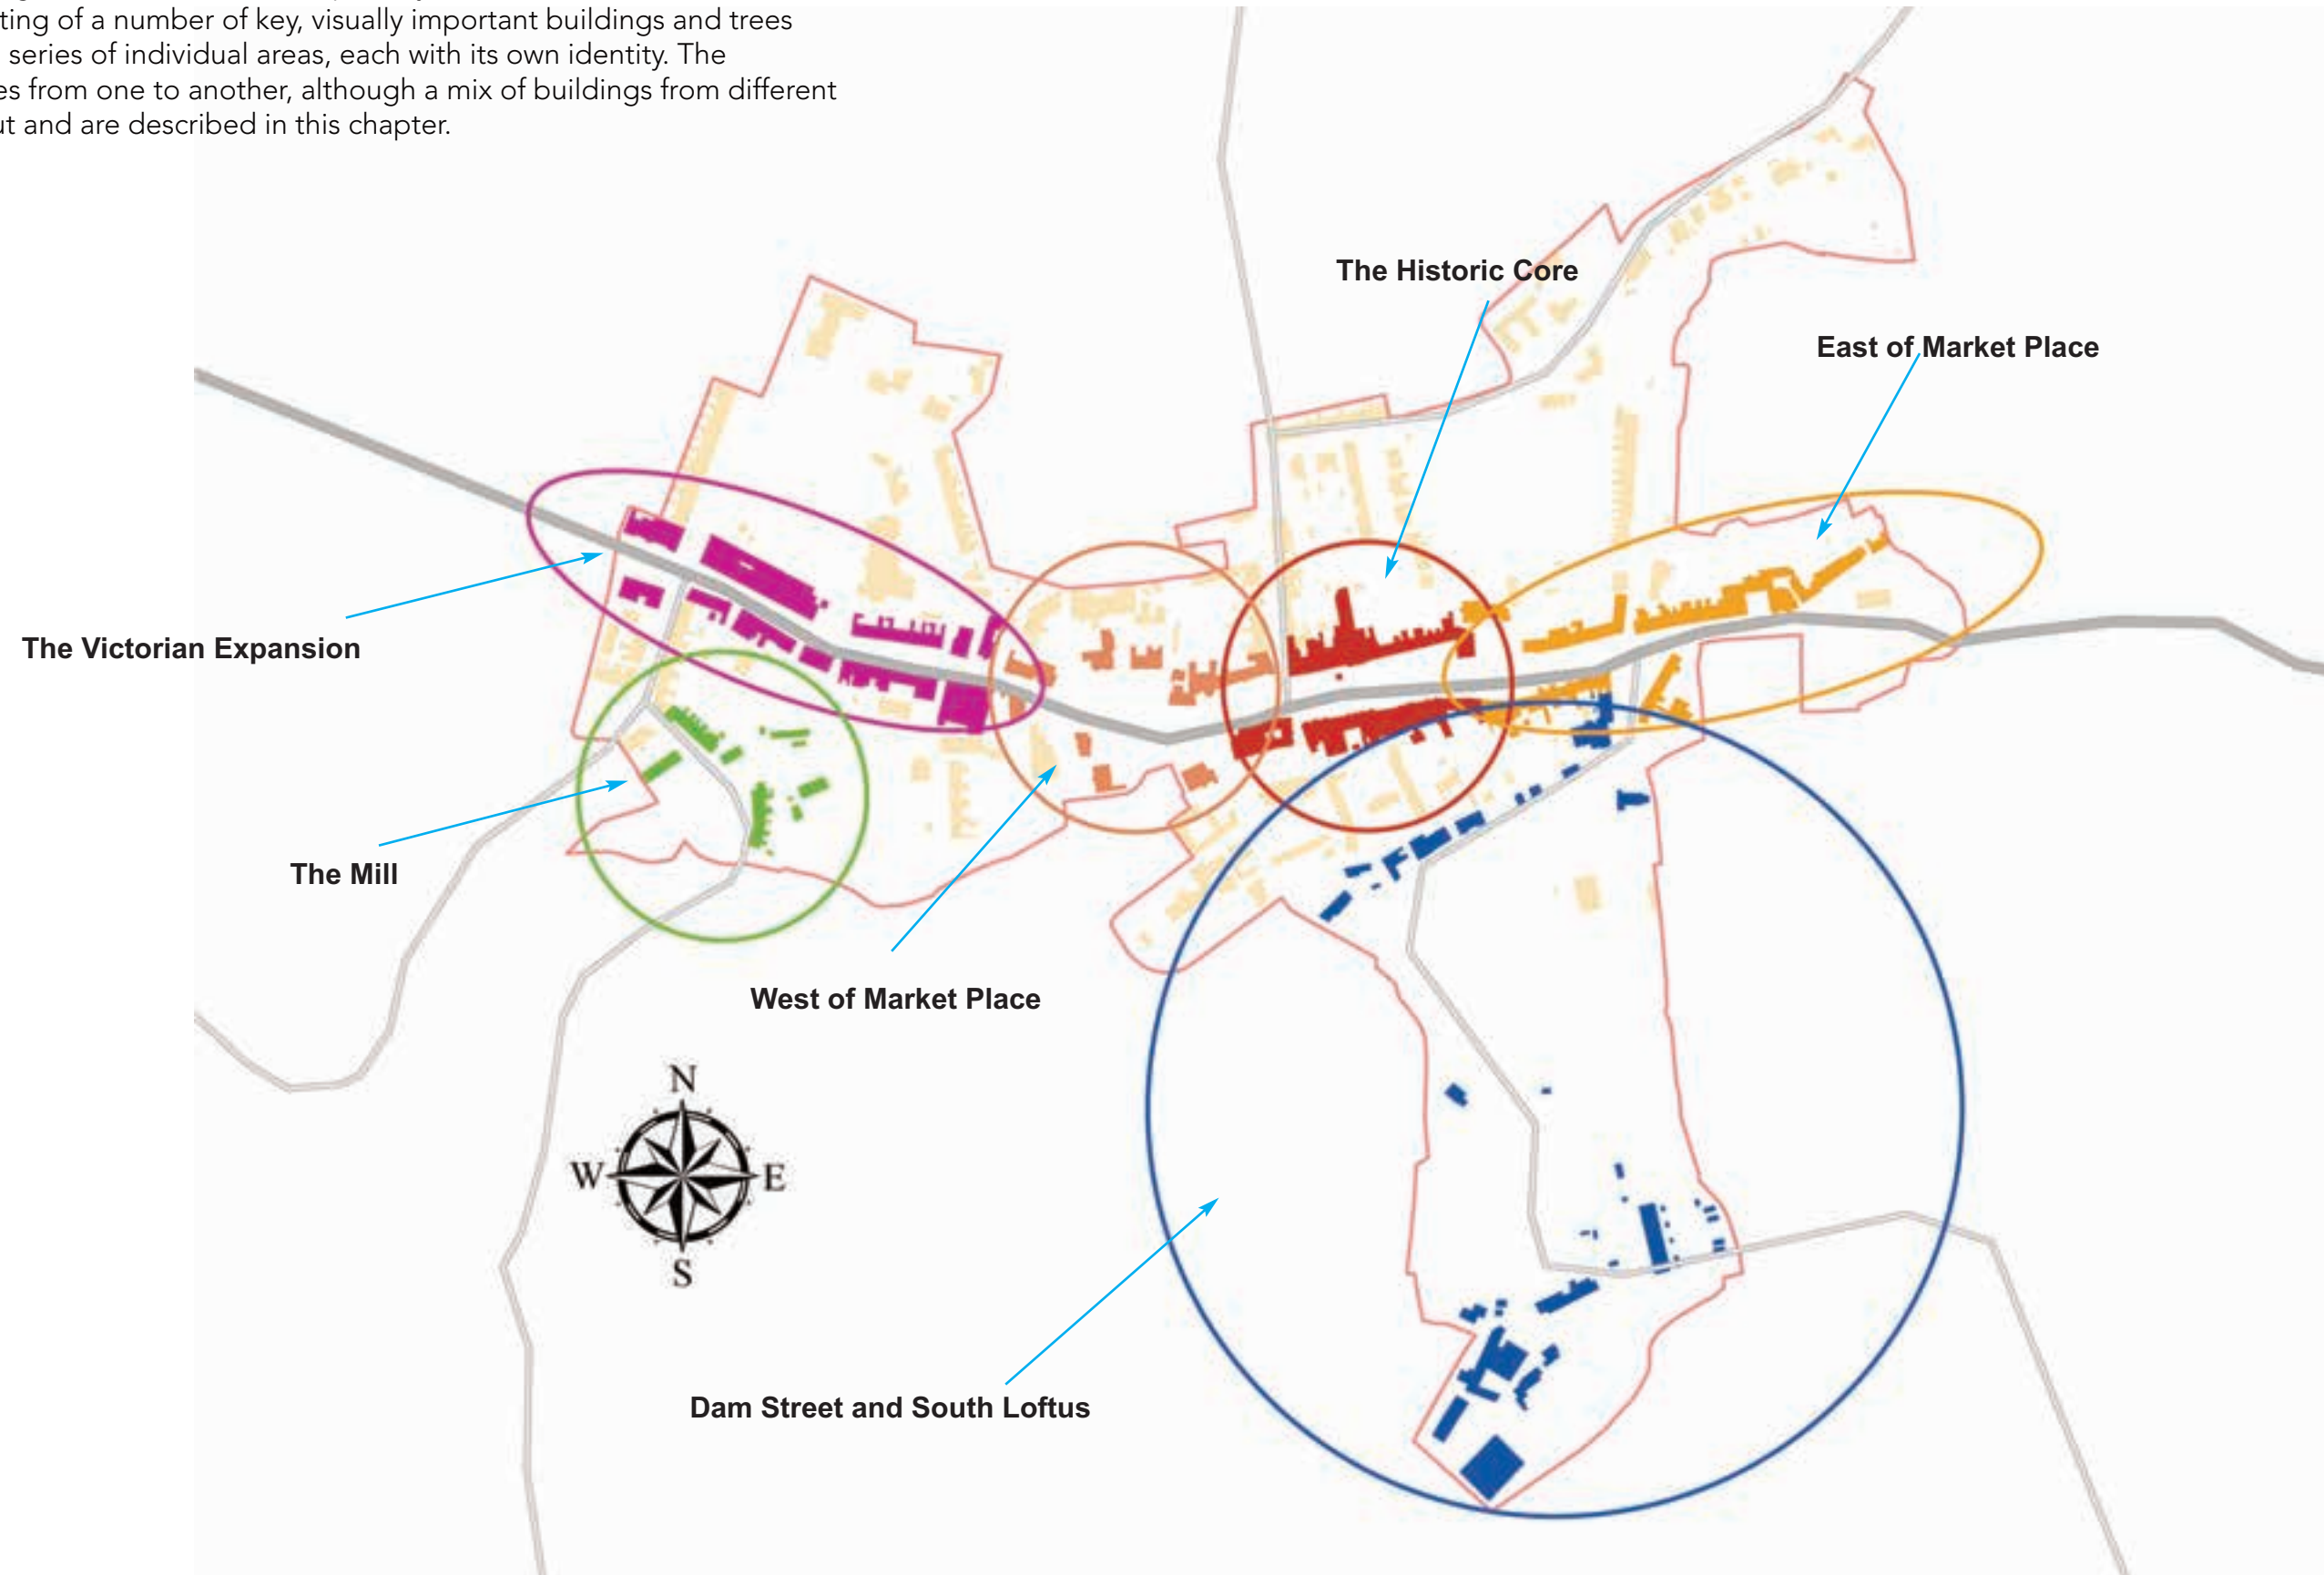 ting of a number of key, visually important buildings and trees
series of individual areas, each with its own identity. The
es from one to another, although a mix of buildings from different
ut and are described in this chapter.
The Historic Core
East of Market Place
The Victorian Expansion
The Mill
West of Market Place
N
W E
S
Dam Street and South Loftus